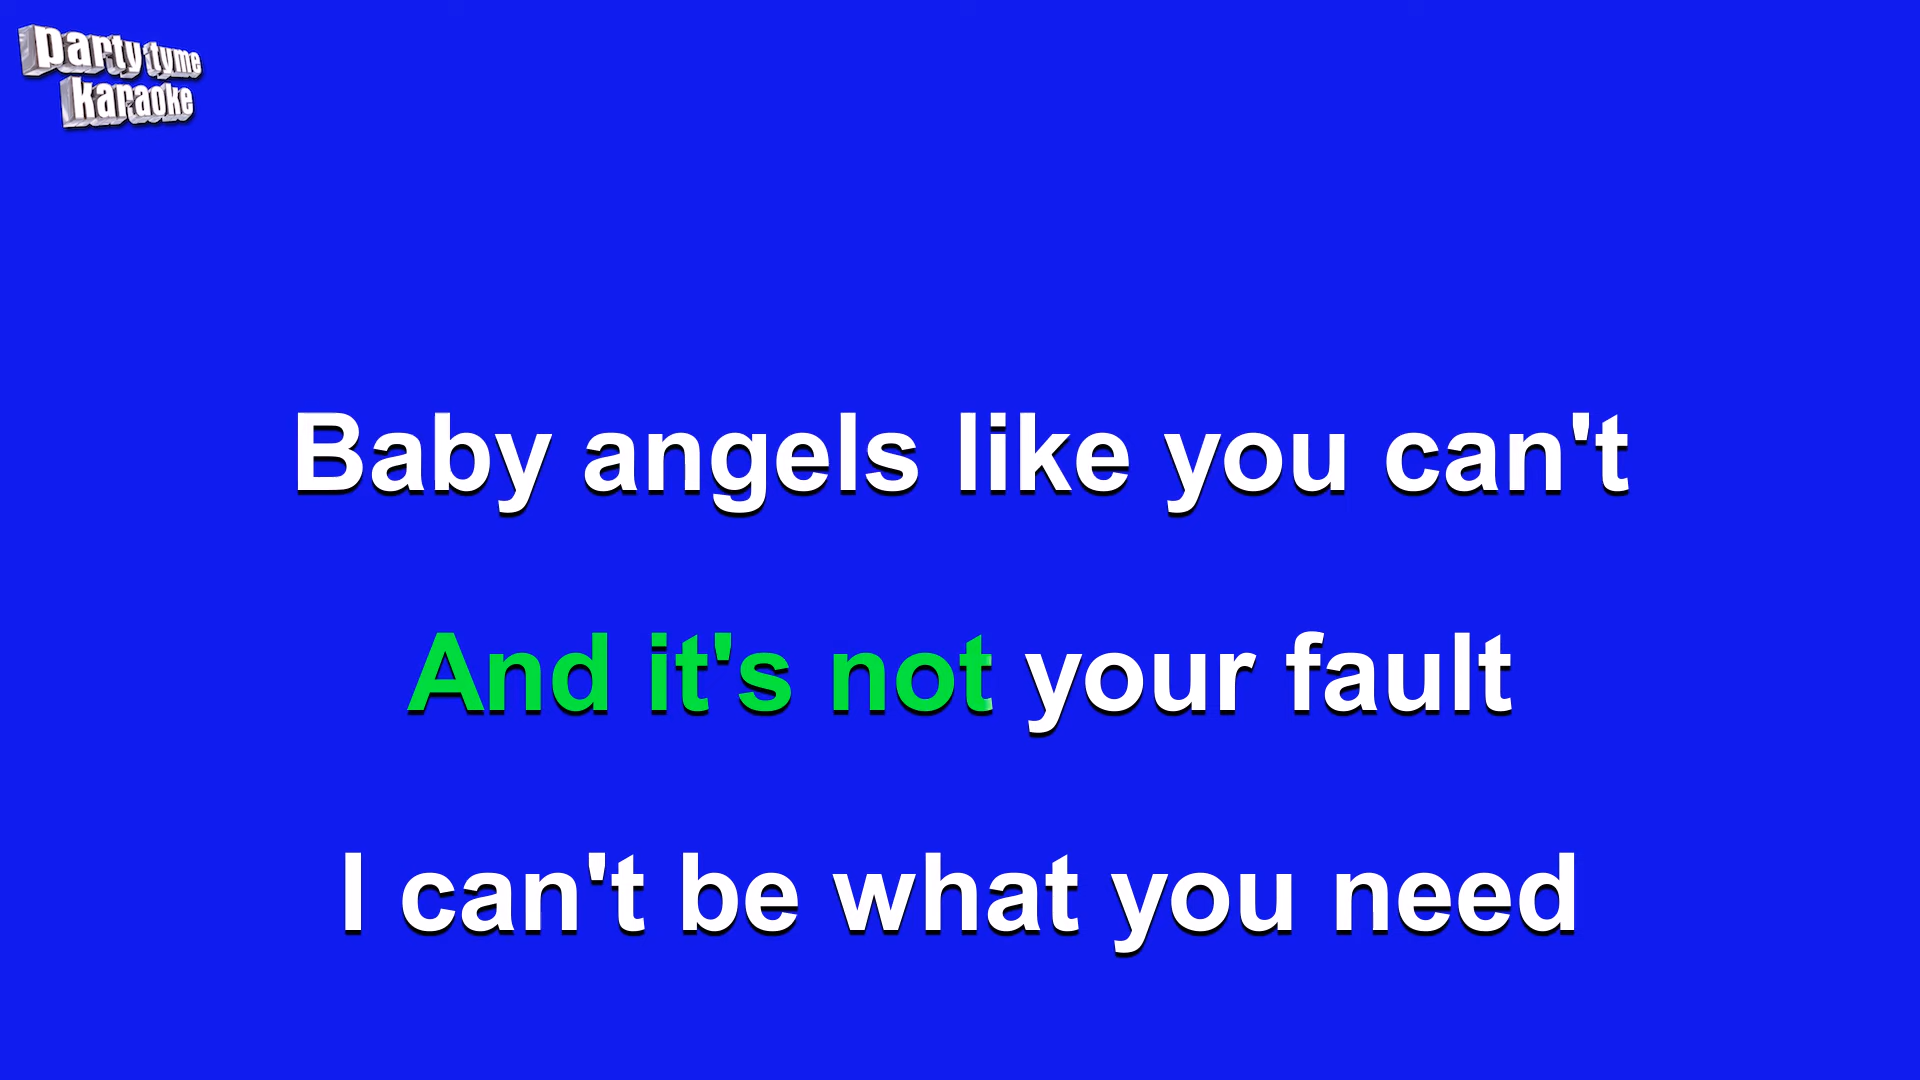 party tyme
karaoke
Baby angels like you can't
And it's not your fault
I can't be what you need